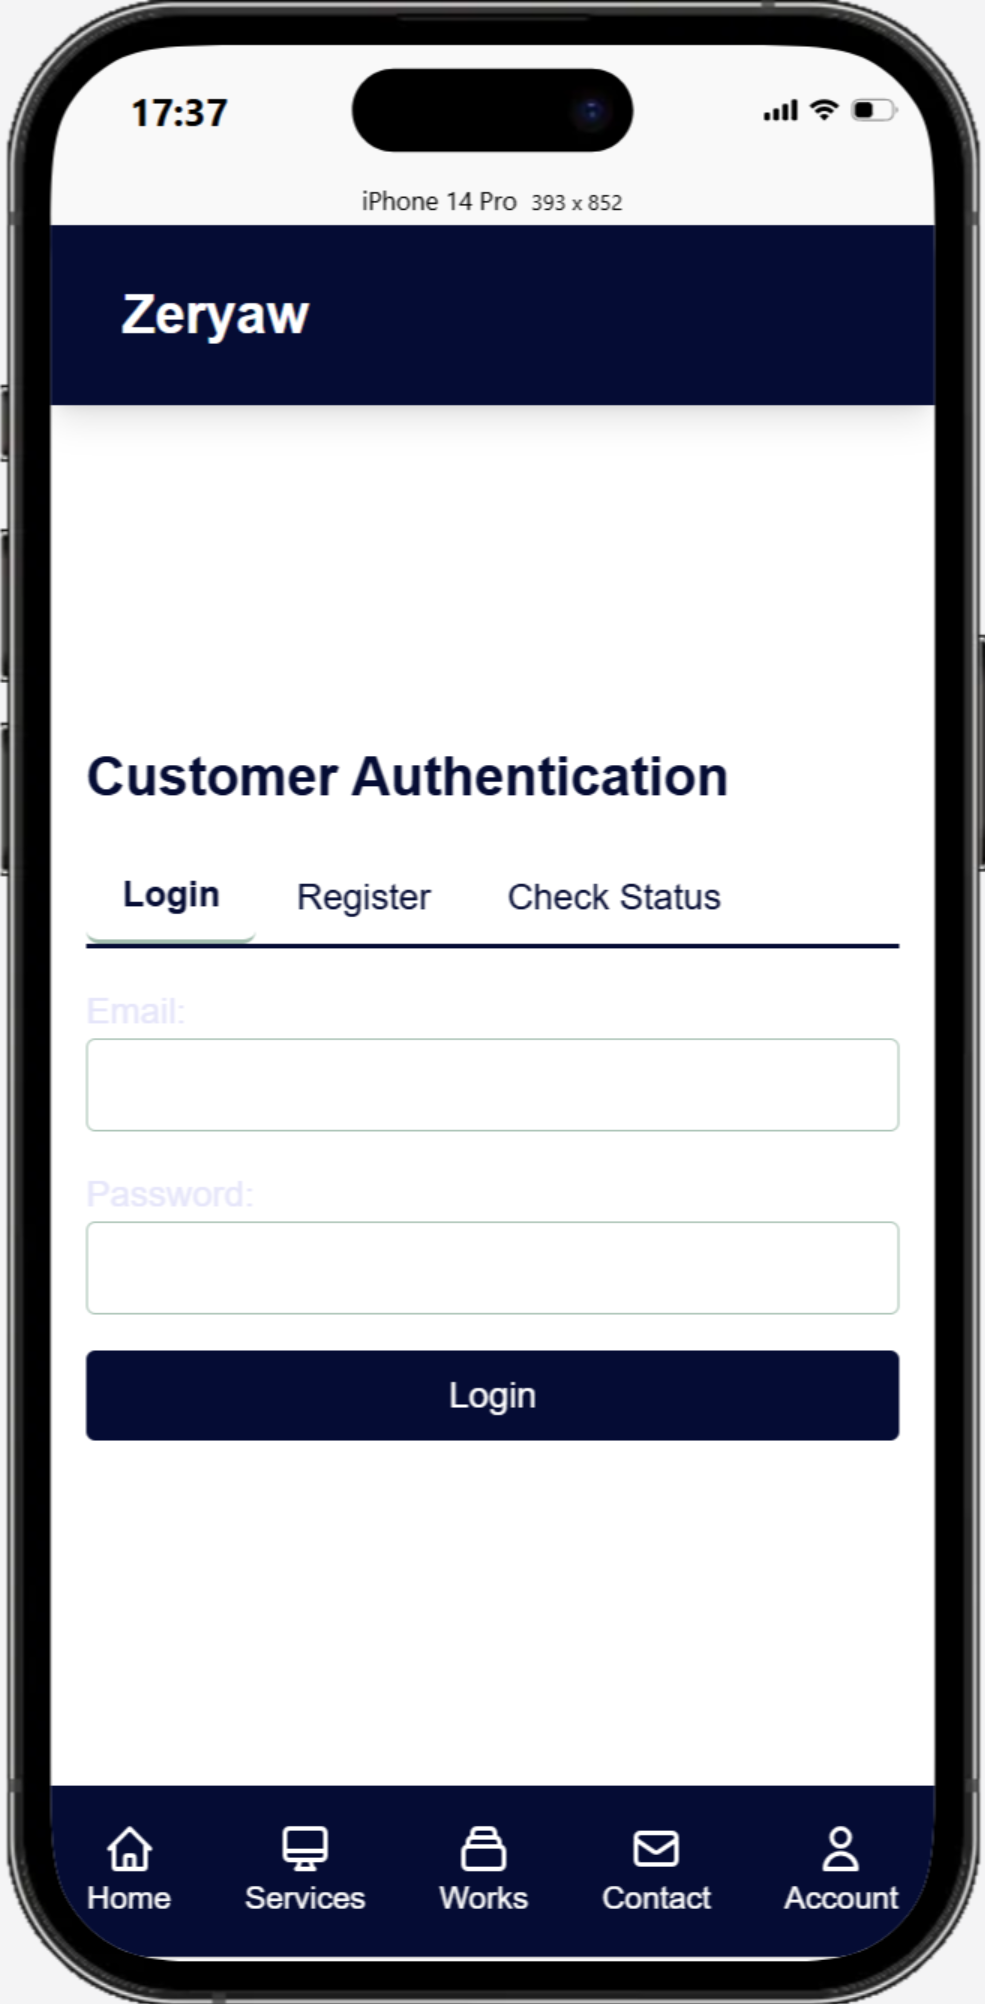 17:37
iPhone 14 Pro 393 x 852
Zeryaw
Customer Authentication
Login Register Check Status
Email:
Password:
Login
Home Services Works Contact Account